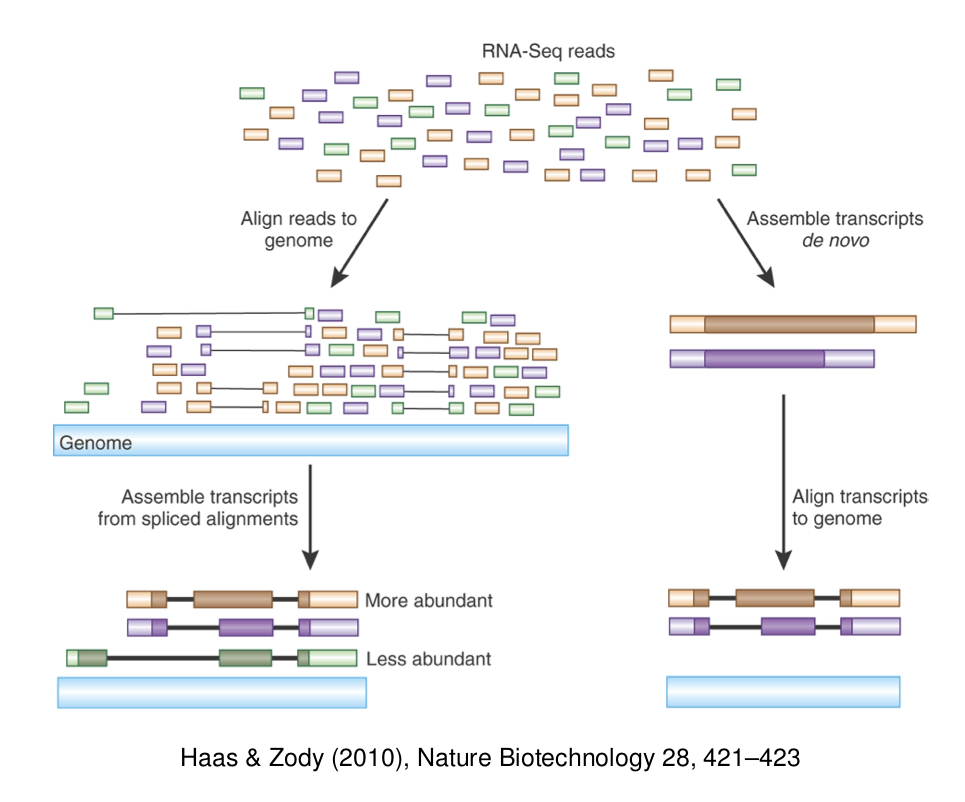 RNA-Seq reads
Align reads to
genome
Assemble transcripts
de novo
Genome
Assemble transcripts
from spliced alignments
Align transcripts
to genome
More abundant
Less abundant
Haas & Zody (2010), Nature Biotechnology 28, 421–423